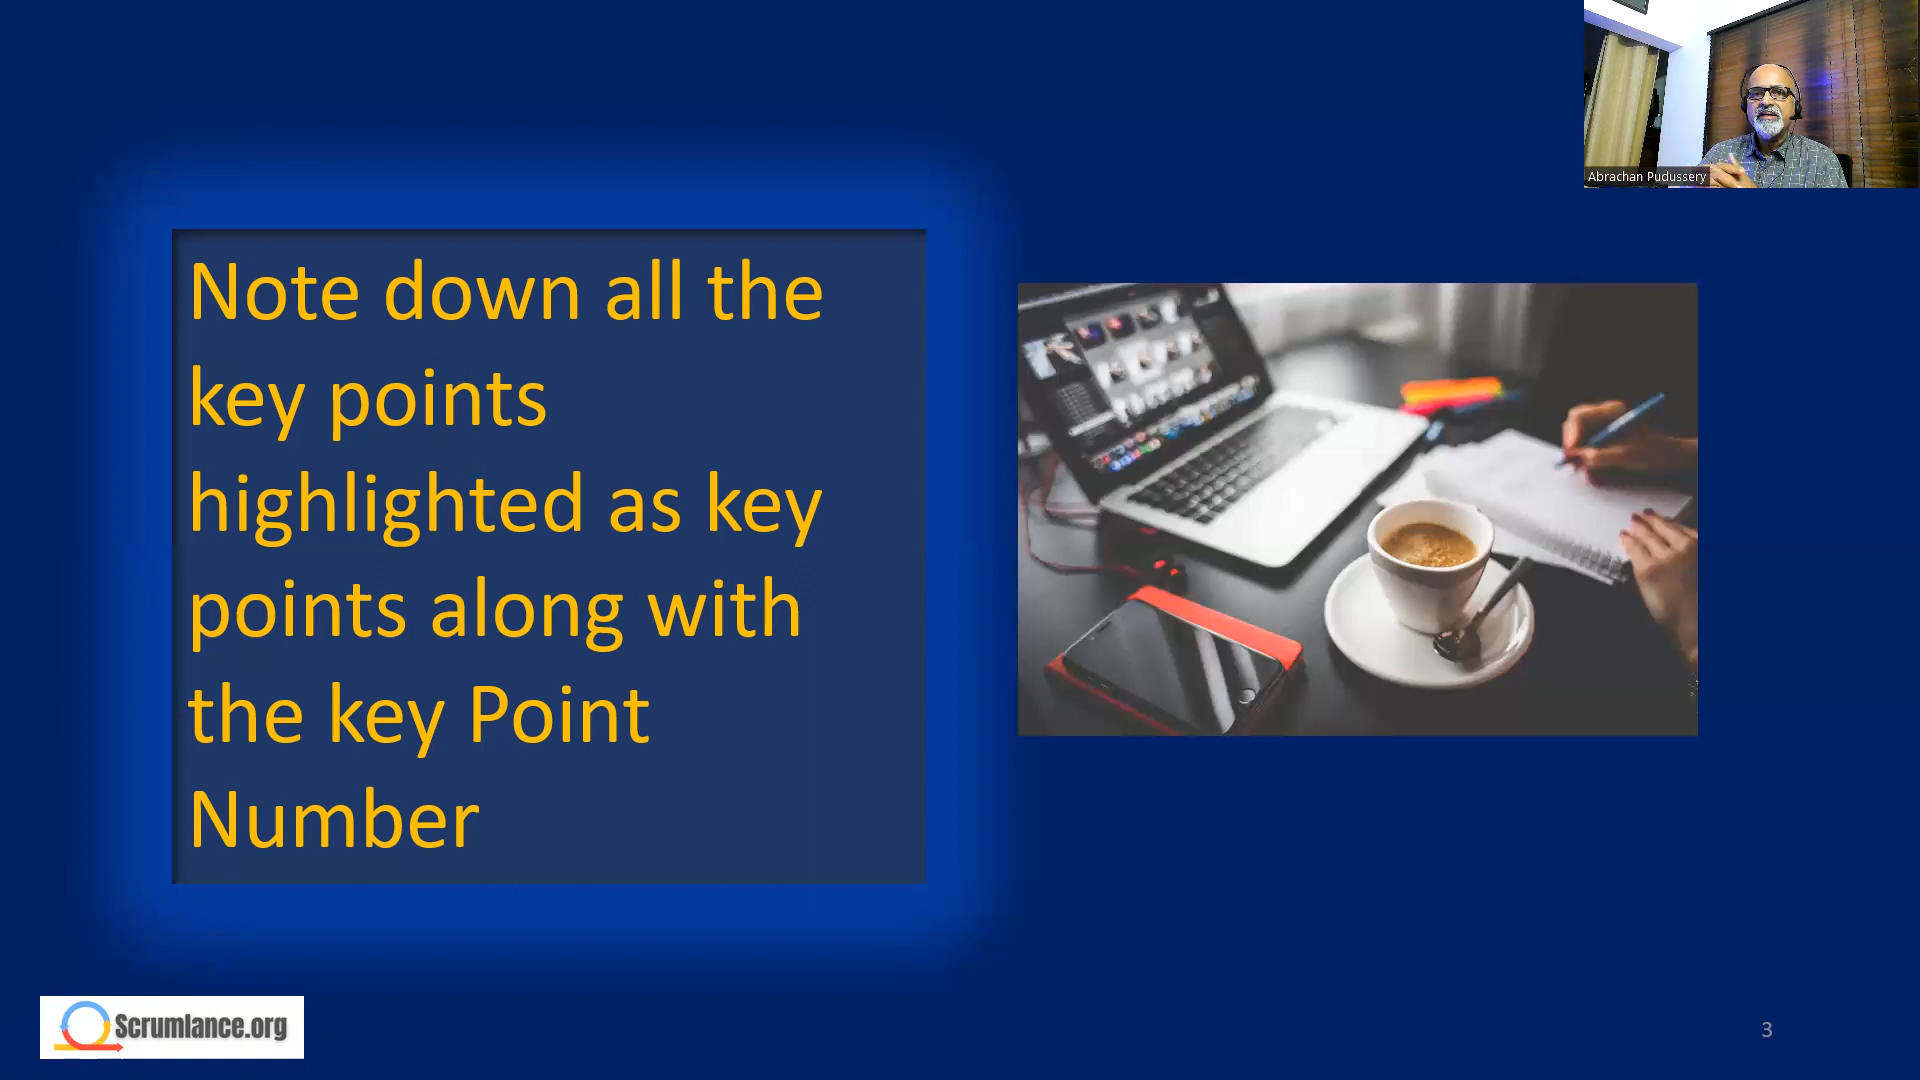 Abrachan Pudussery
Note down all the
key points
highlighted as key
points along with
the key Point
Number
Scrumlance.org
3